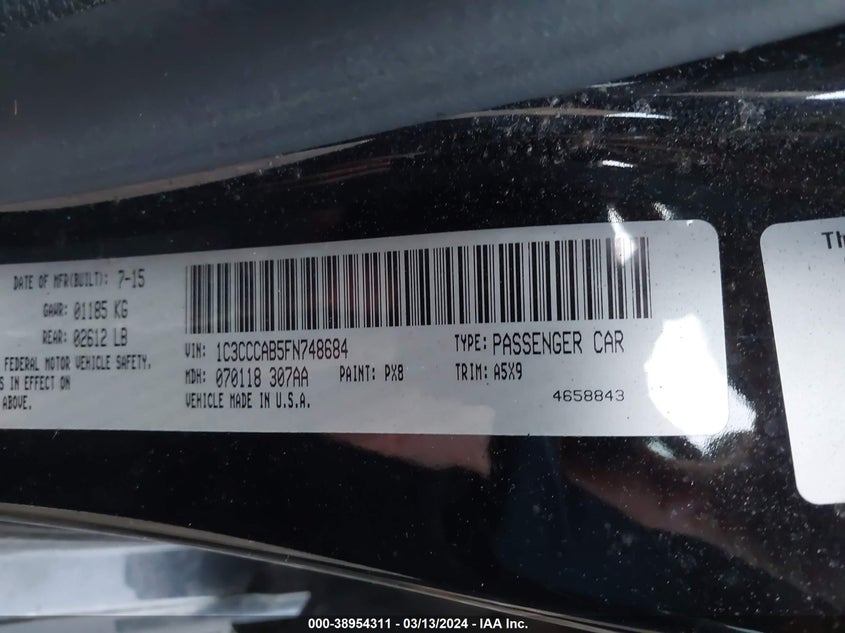 DATE OF MFR(BUILT): 7-15
GAWR: 01185 KG
REAR: 02612 LB
FEDERAL MOTOR VEHICLE SAFETY,
S IN EFFECT ON
ABOVE.
VIN: 1C3CCCAB5FN748684
TYPE: PASSENGER CAR
MDH: 070118 307AA
PAINT: PX8
TRIM: A5X9
VEHICLE MADE IN U.S.A.
4658843
Th
000-38954311 - 03/13/2024 - IAA Inc.